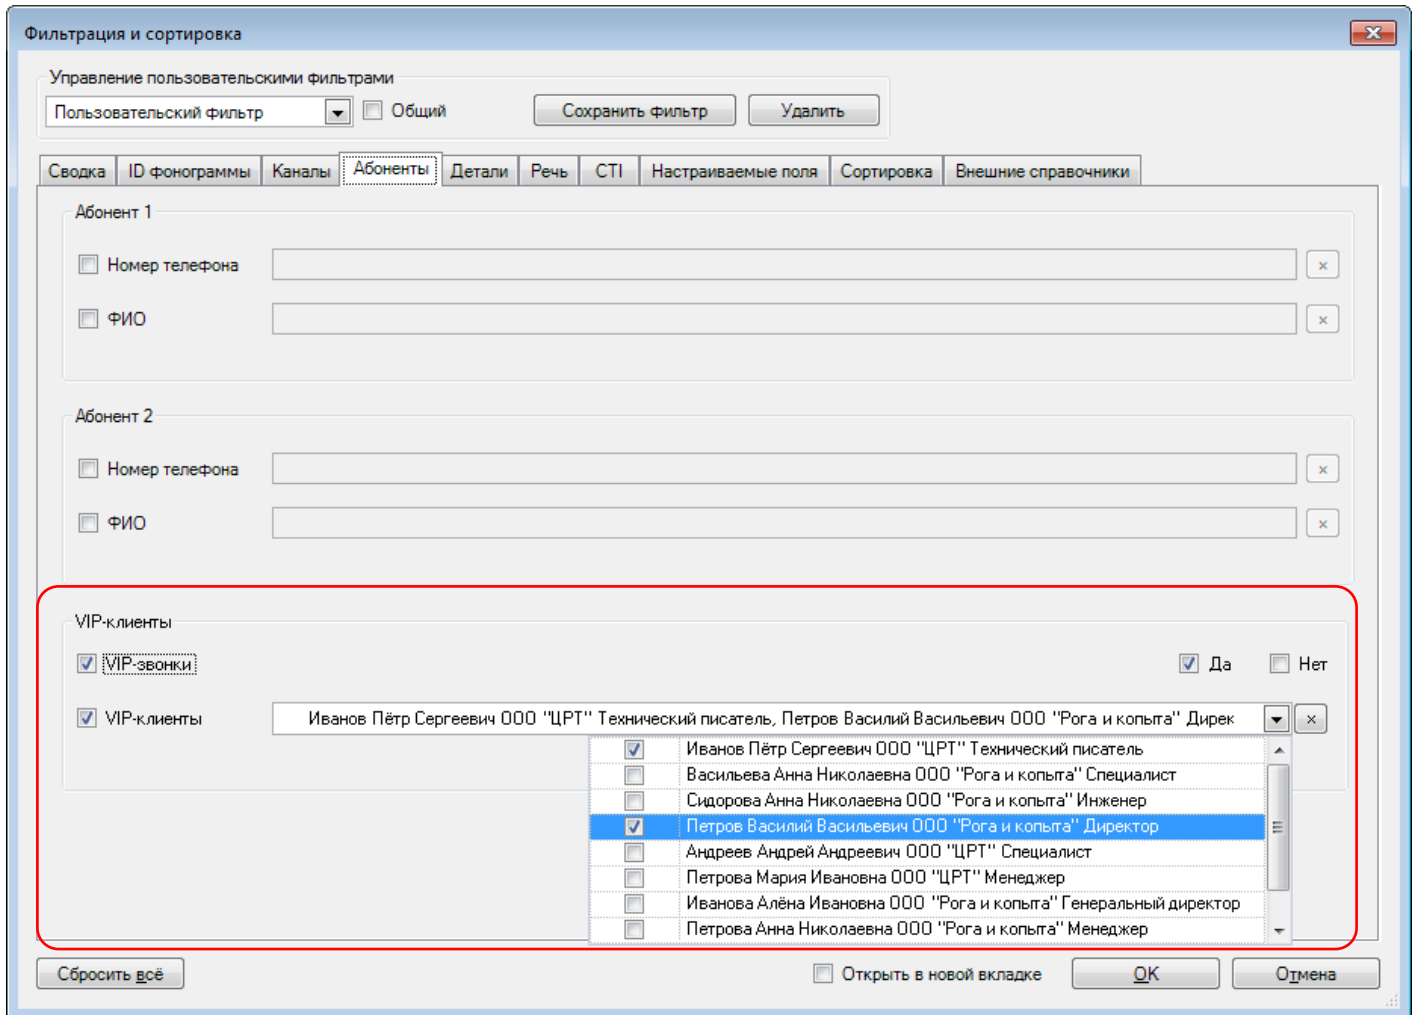 Фильтрация и сортировка
Управление пользовательскими фильтрами
Пользовательский фильтр Общий Сохранить фильтр Удалить
Сводка ID фонограммы Каналы Абоненты Детали Речь CTI Настраиваемые поля Сортировка Внешние справочники
Абонент 1
Номер телефона
ФИО
Абонент 2
Номер телефона
ФИО
VIP-клиенты
VIP-звонки Да Нет
VIP-клиенты Иванов Пётр Сергеевич ООО "ЦРТ" Технический писатель, Петров Василий Васильевич ООО "Рога и копыта" Дирек
Иванов Пётр Сергеевич ООО "ЦРТ" Технический писатель
Васильева Анна Николаевна ООО "Рога и копыта" Специалист
Сидорова Анна Николаевна ООО "Рога и копыта" Инженер
Петров Василий Васильевич ООО "Рога и копыта" Директор
Андреев Андрей Андреевич ООО "ЦРТ" Специалист
Петрова Мария Ивановна ООО "ЦРТ" Менеджер
Иванова Алёна Ивановна ООО "Рога и копыта" Генеральный директор
Петрова Анна Николаевна ООО "Рога и копыта" Менеджер
Сбросить всё Открыть в новой вкладке OK Отмена